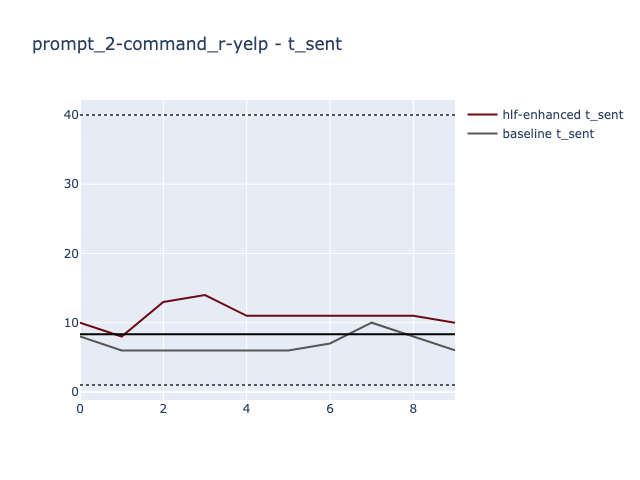 prompt_2-command_r-yelp - t_sent
hlf-enhanced t_sent
baseline t_sent
40
30
20
10
0
0 2 4 6 8